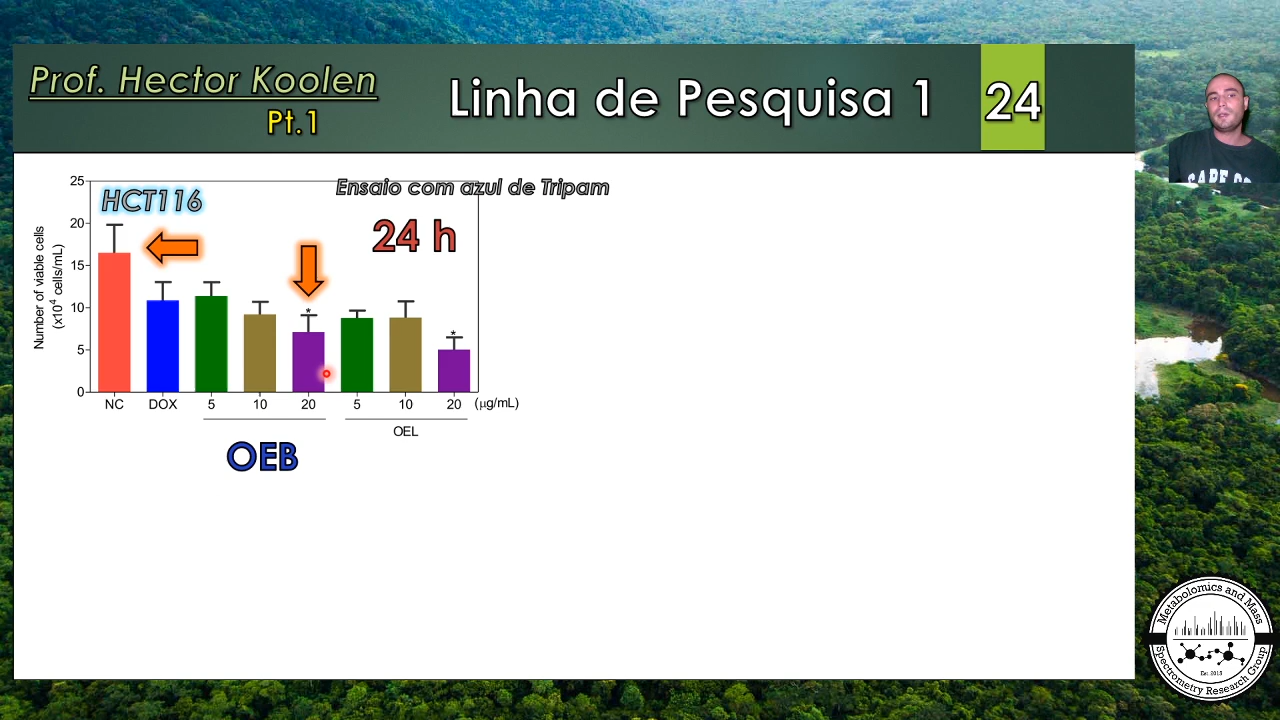 Prof. Hector Koolen
Pt.1
Linha de Pesquisa 1
24
HCT116
Ensaio com azul de Tripam
24 h
Number of viable cells
(x10⁴ cells/mL)
25
20
15
10
5
0
*
*
NC DOX 5 10 20 5 10 20 (µg/mL)
OEB
OEL
Metabolomics and Mass
Spectrometry Research Group
Est. 2015